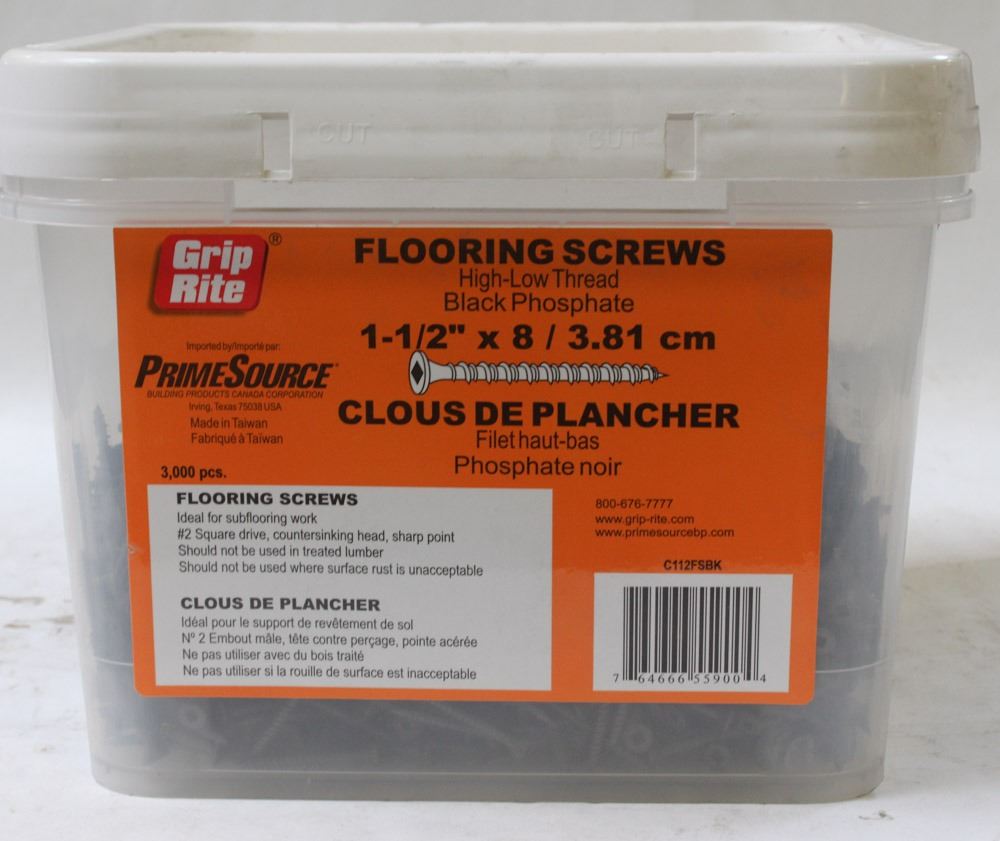 CUT
CUT
Grip
Rite®
FLOORING SCREWS
High-Low Thread
Black Phosphate
1-1/2" x 8 / 3.81 cm
Imported by/Importé par:
PRIMESOURCE
BUILDING PRODUCTS CANADA CORPORATION
Irving, Texas 75038 USA
Made in Taiwan
Fabriqué à Taïwan
CLOUS DE PLANCHER
Filet haut-bas
Phosphate noir
3,000 pcs.
FLOORING SCREWS
Ideal for subflooring work
#2 Square drive, countersinking head, sharp point
Should not be used in treated lumber
Should not be used where surface rust is unacceptable
CLOUS DE PLANCHER
Idéal pour le support de revêtement de sol
Nº 2 Embout mâle, tête contre perçage, pointe acérée
Ne pas utiliser avec du bois traité
Ne pas utiliser si la rouille de surface est inacceptable
800-676-7777
www.grip-rite.com
www.primesourcebp.com
C112FSBK
7 64666 55900 4